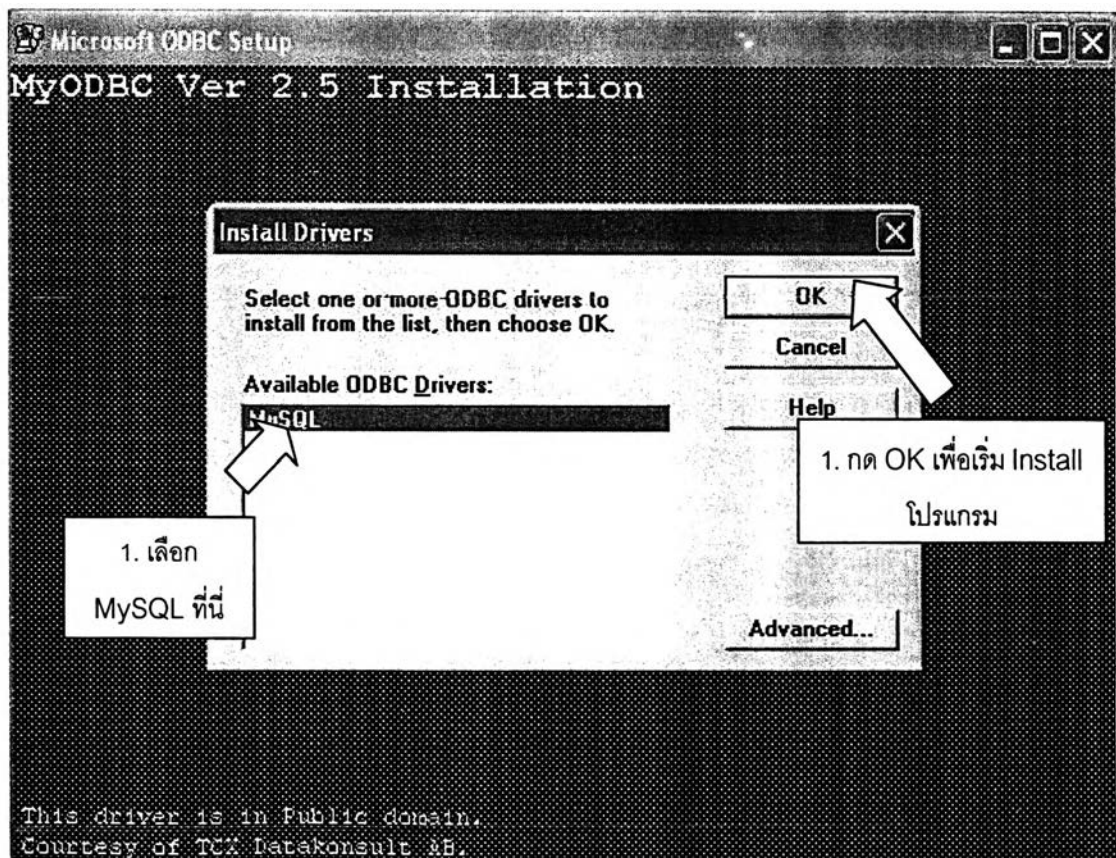 Microsoft ODBC Setup
MyODBC Ver 2.5 Installation
Install Drivers
Select one or more ODBC drivers to
install from the list, then choose OK.
Available ODBC Drivers:
MySQL
OK
Cancel
Help
Advanced...
1. เลือก
MySQL ที่นี่
1. กด OK เพื่อเริ่ม Install
โปรแกรม
This driver is in Public domain.
Courtesy of TCX Datakonsult AB.